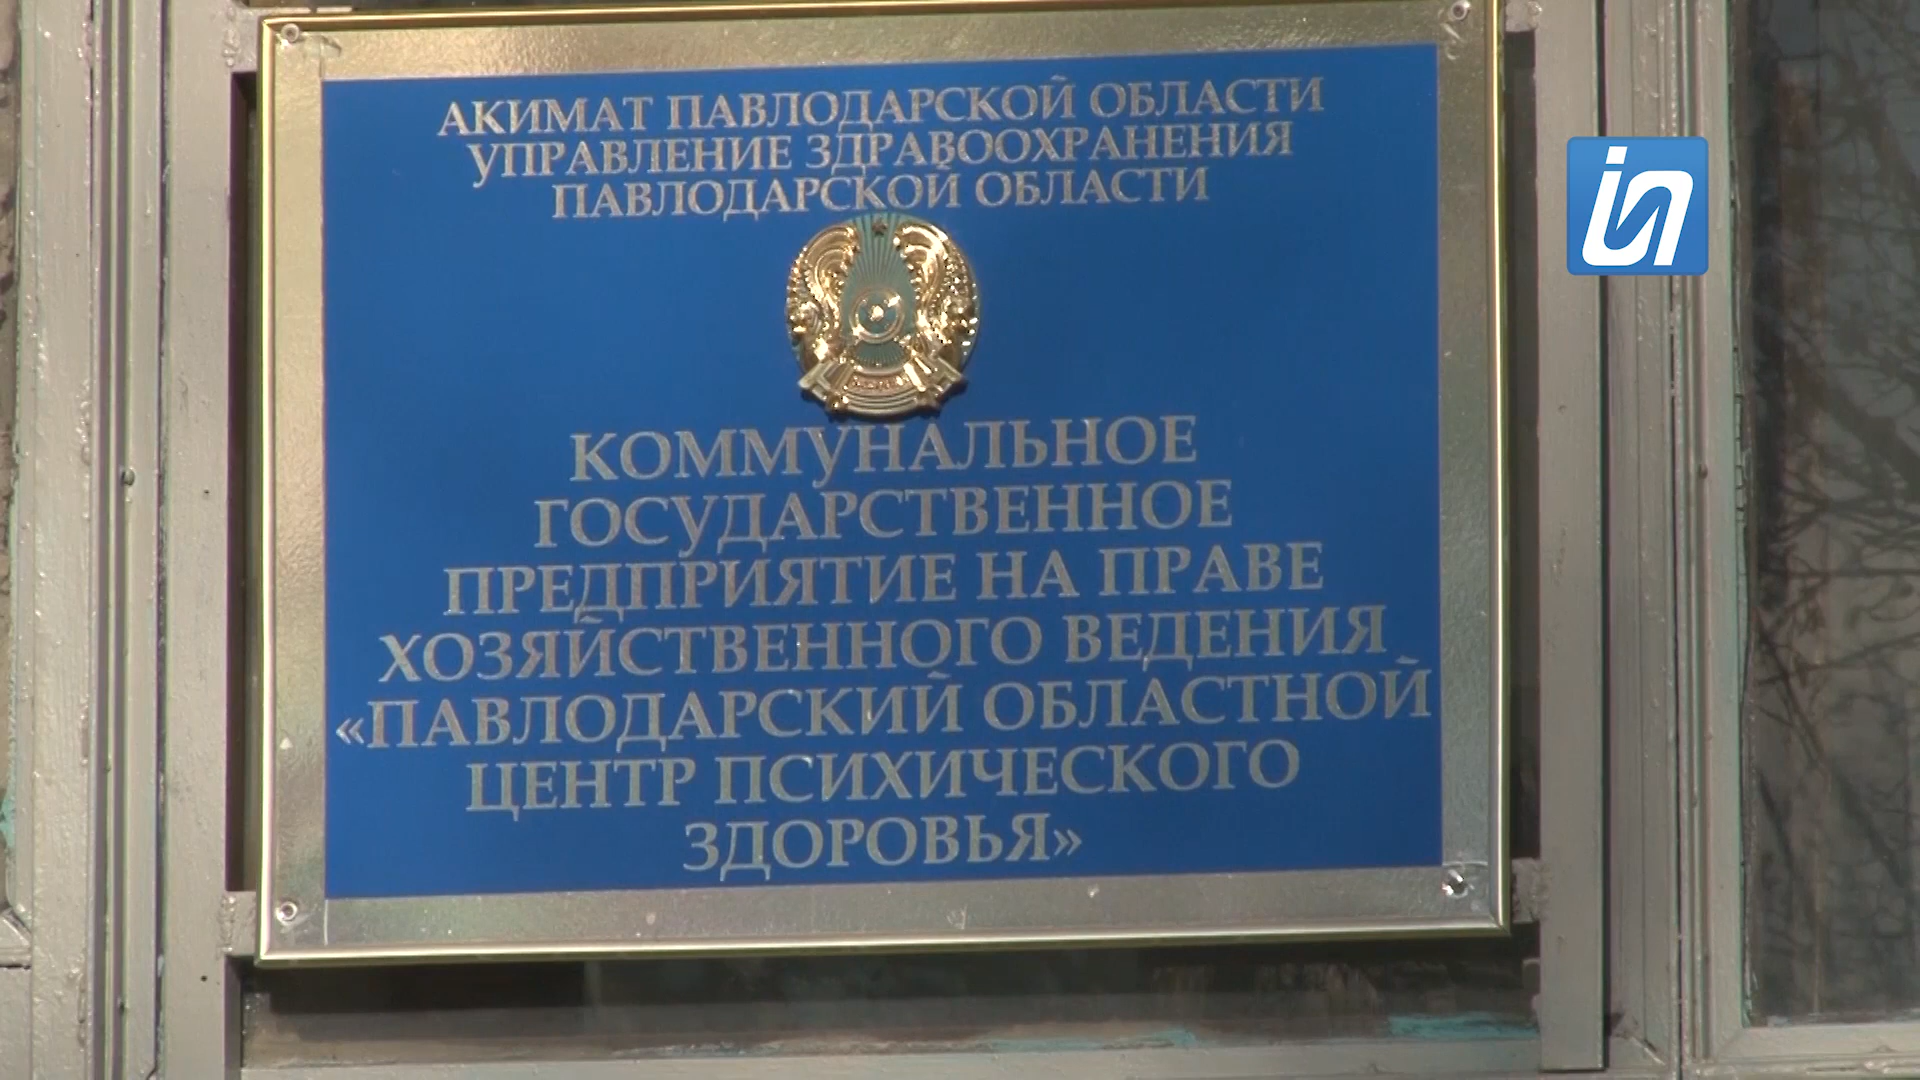 АКИМАТ ПАВЛОДАРСКОЙ ОБЛАСТИ
УПРАВЛЕНИЕ ЗДРАВООХРАНЕНИЯ
ПАВЛОДАРСКОЙ ОБЛАСТИ
КОММУНАЛЬНОЕ
ГОСУДАРСТВЕННОЕ
ПРЕДПРИЯТИЕ НА ПРАВЕ
ХОЗЯЙСТВЕННОГО ВЕДЕНИЯ
«ПАВЛОДАРСКИЙ ОБЛАСТНОЙ
ЦЕНТР ПСИХИЧЕСКОГО
ЗДОРОВЬЯ»